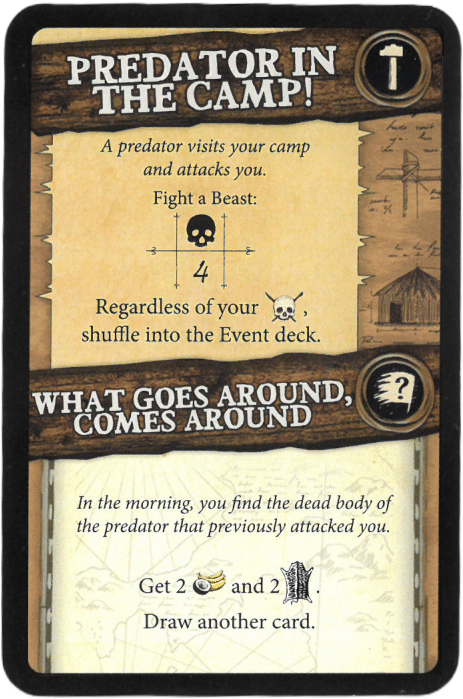 PREDATOR IN
THE CAMP!
A predator visits your camp
and attacks you.
Fight a Beast:
4
Regardless of your ,
shuffle into the Event deck.
WHAT GOES AROUND,
COMES AROUND
?
In the morning, you find the dead body of
the predator that previously attacked you.
Get 2 and 2 .
Draw another card.